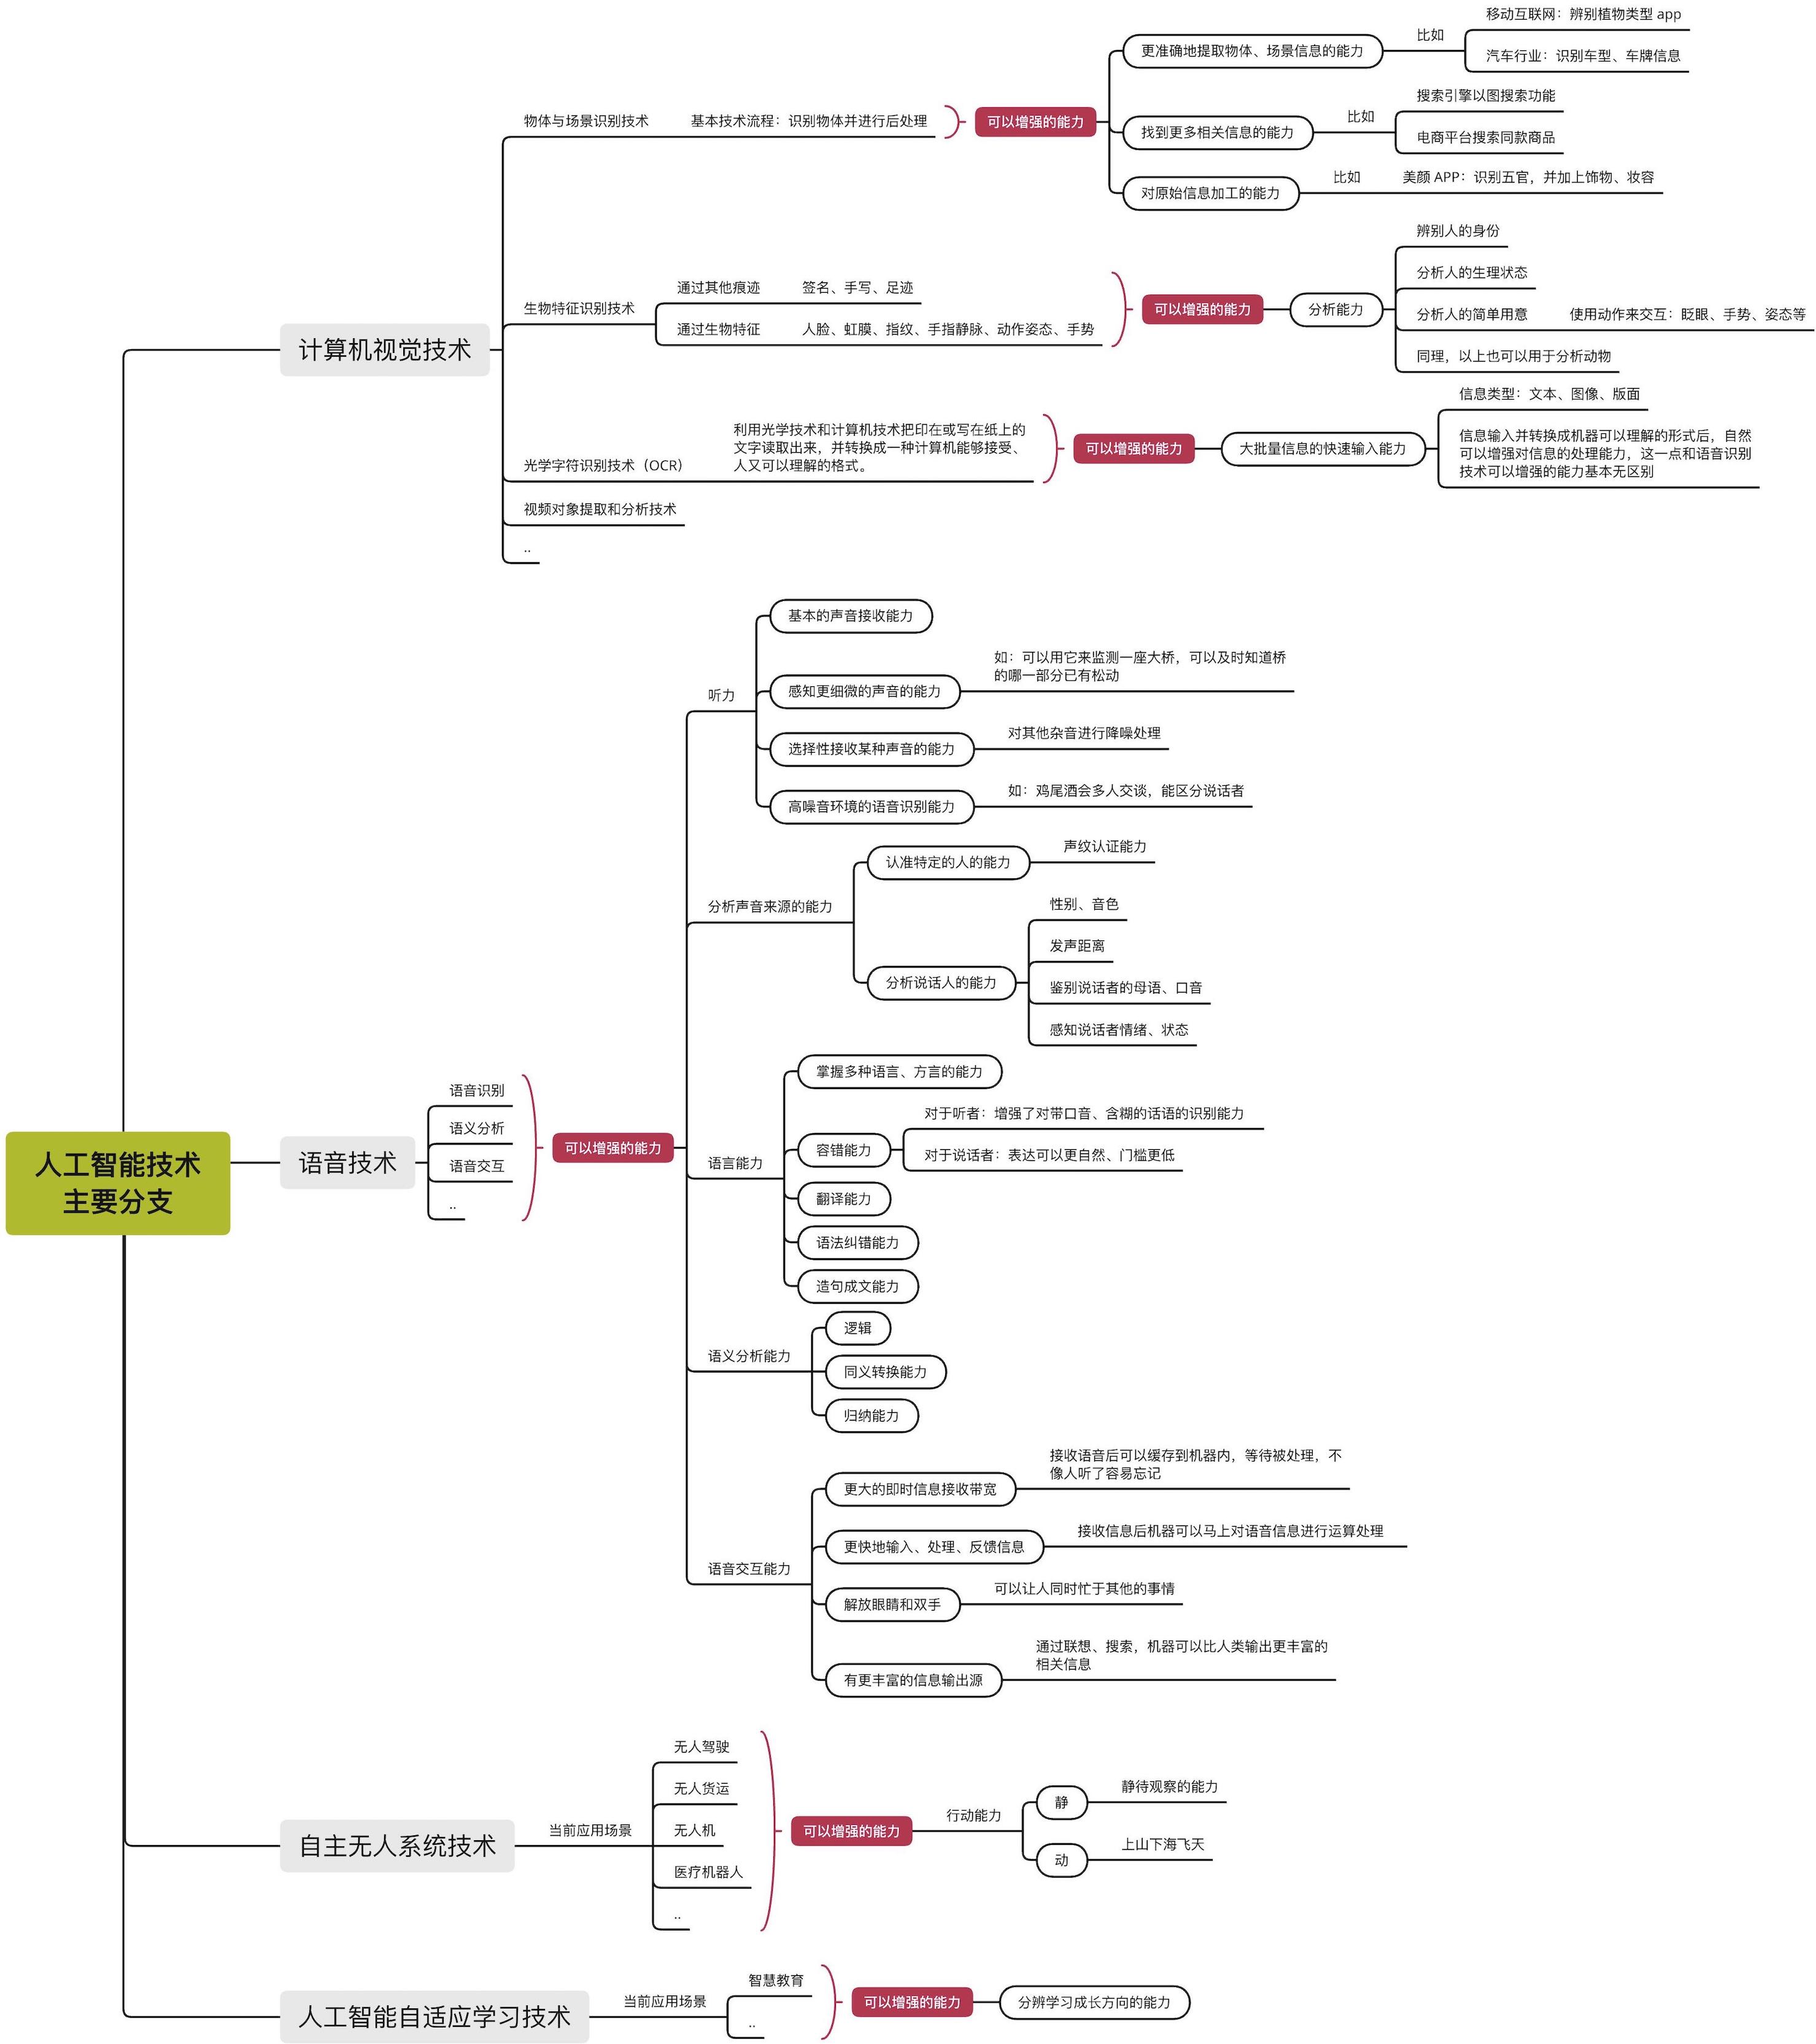 人工智能技术
主要分支
计算机视觉技术
物体与场景识别技术
基本技术流程：识别物体并进行后处理
可以增强的能力
更准确地提取物体、场景信息的能力
比如
移动互联网：辨别植物类型 app
汽车行业：识别车型、车牌信息
找到更多相关信息的能力
比如
搜索引擎以图搜索功能
电商平台搜索同款商品
对原始信息加工的能力
比如
美颜 APP：识别五官，并加上饰物、妆容
生物特征识别技术
通过其他痕迹
签名、手写、足迹
通过生物特征
人脸、虹膜、指纹、手指静脉、动作姿态、手势
可以增强的能力
分析能力
辨别人的身份
分析人的生理状态
分析人的简单用意
使用动作来交互：眨眼、手势、姿态等
同理，以上也可以用于分析动物
光学字符识别技术（OCR）
利用光学技术和计算机技术把印在或写在纸上的
文字读取出来，并转换成一种计算机能够接受、
人又可以理解的格式。
可以增强的能力
大批量信息的快速输入能力
信息类型：文本、图像、版面
信息输入并转换成机器可以理解的形式后，自然
可以增强对信息的处理能力，这一点和语音识别
技术可以增强的能力基本无区别
视频对象提取和分析技术
..
语音技术
语音识别
语义分析
语音交互
..
可以增强的能力
听力
基本的声音接收能力
感知更细微的声音的能力
如：可以用它来监测一座大桥，可以及时知道桥
的哪一部分已有松动
选择性接收某种声音的能力
对其他杂音进行降噪处理
高噪音环境的语音识别能力
如：鸡尾酒会多人交谈，能区分说话者
分析声音来源的能力
认准特定的人的能力
声纹认证能力
分析说话人的能力
性别、音色
发声距离
鉴别说话者的母语、口音
感知说话者情绪、状态
语言能力
掌握多种语言、方言的能力
容错能力
对于听者：增强了对带口音、含糊的话语的识别能力
对于说话者：表达可以更自然、门槛更低
翻译能力
语法纠错能力
造句成文能力
语义分析能力
逻辑
同义转换能力
归纳能力
语音交互能力
更大的即时信息接收带宽
接收语音后可以缓存到机器内，等待被处理，不
像人听了容易忘记
更快地输入、处理、反馈信息
接收信息后机器可以马上对语音信息进行运算处理
解放眼睛和双手
可以让人同时忙于其他的事情
有更丰富的信息输出源
通过联想、搜索，机器可以比人类输出更丰富的
相关信息
自主无人系统技术
当前应用场景
无人驾驶
无人货运
无人机
医疗机器人
..
可以增强的能力
行动能力
静
静待观察的能力
动
上山下海飞天
人工智能自适应学习技术
当前应用场景
智慧教育
..
可以增强的能力
分辨学习成长方向的能力